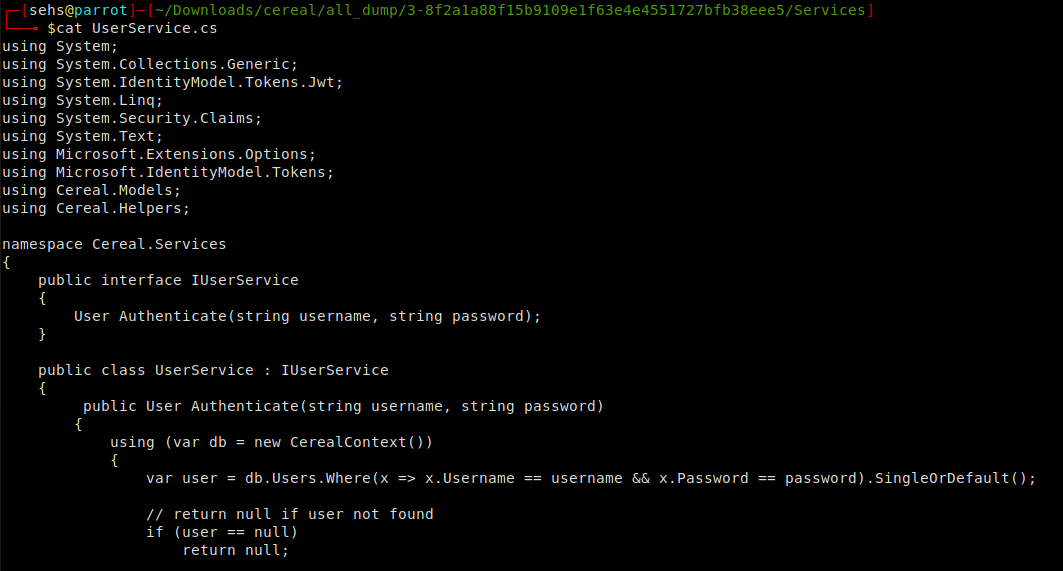 ┌─[sehs@parrot]─[~/Downloads/cereal/all_dump/3-8f2a1a88f15b9109e1f63e4e4551727bfb38eee5/Services]
└──╼ $cat UserService.cs
using System;
using System.Collections.Generic;
using System.IdentityModel.Tokens.Jwt;
using System.Linq;
using System.Security.Claims;
using System.Text;
using Microsoft.Extensions.Options;
using Microsoft.IdentityModel.Tokens;
using Cereal.Models;
using Cereal.Helpers;

namespace Cereal.Services
{
    public interface IUserService
    {
        User Authenticate(string username, string password);
    }

    public class UserService : IUserService
    {
         public User Authenticate(string username, string password)
        {
            using (var db = new CerealContext())
            {
                var user = db.Users.Where(x => x.Username == username && x.Password == password).SingleOrDefault();

                // return null if user not found
                if (user == null)
                    return null;